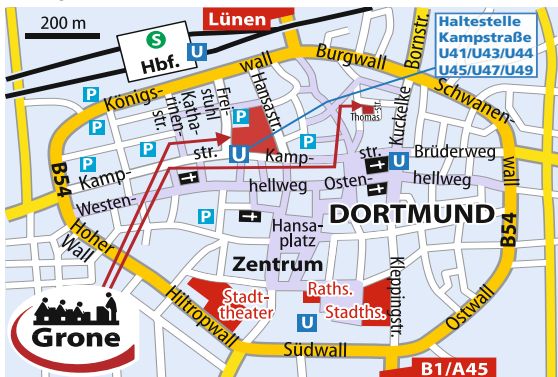 200 m
Lünen
Haltestelle
Kampstraße
U41/U43/U44
U45/U47/U49
S
Hbf.
U
Bornstr.
Burgwall
wall
Königs-
Schwanen-
wall
P
P
P
P
P
P
P
Katha-
rinen-
str.
Frei-
stuhl
Hansastr.
Thomas-
str.
Kuckelke-
str.
Brüderweg
U
U
Kamp-
str.
Kamp-
B54
Westen-
hellweg
Osten-
hellweg
DORTMUND
Hansa-
platz
Zentrum
B54
Hoher
Wall
Hiltropwall
Stadt-
theater
Raths.
Stadths.
U
Kleppingstr.
Ostwall
Südwall
Grone
B1/A45